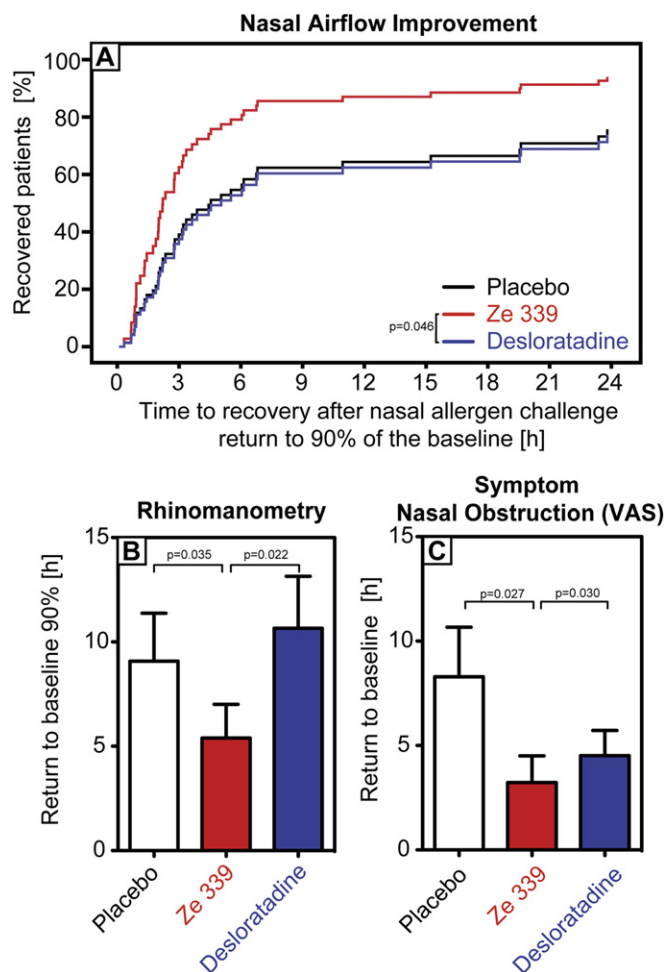 Nasal Airflow Improvement
A
Recovered patients [%]
100
80
60
40
20
0
Placebo
Ze 339
Desloratadine
p=0.046
0 3 6 9 12 15 18 21 24
Time to recovery after nasal allergen challenge
return to 90% of the baseline [h]
Rhinomanometry
B
Return to baseline 90% [h]
15
10
5
0
p=0.035 p=0.022
Placebo
Ze 339
Desloratadine
Symptom
Nasal Obstruction (VAS)
C
Return to baseline [h]
15
10
5
0
p=0.027 p=0.030
Placebo
Ze 339
Desloratadine